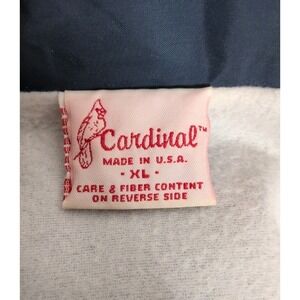 Cardinal™
MADE IN U.S.A.
- XL -
CARE & FIBER CONTENT
ON REVERSE SIDE